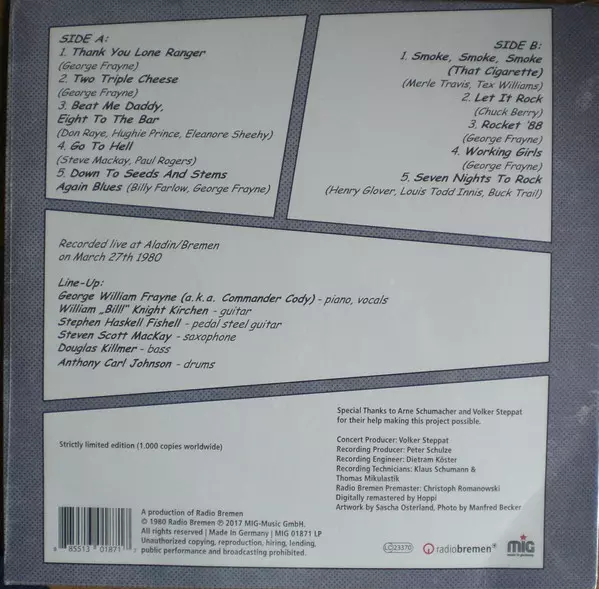 SIDE A:
1. Thank You Lone Ranger
(George Frayne)
2. Two Triple Cheese
(George Frayne)
3. Beat Me Daddy,
Eight To The Bar
(Don Raye, Hughie Prince, Eleanore Sheehy)
4. Go To Hell
(Steve Mackay, Paul Rogers)
5. Down To Seeds And Stems
Again Blues (Billy Farlow, George Frayne)
SIDE B:
1. Smoke, Smoke, Smoke
(That Cigarette)
(Merle Travis, Tex Williams)
2. Let It Rock
(Chuck Berry)
3. Rocket '88
(George Frayne)
4. Working Girls
(George Frayne)
5. Seven Nights To Rock
(Henry Glover, Louis Todd Innis, Buck Trail)
Recorded live at Aladin/Bremen
on March 27th 1980
Line-Up:
George William Frayne (a.k.a. Commander Cody) - piano, vocals
William „Bill" Knight Kirchen - guitar
Stephen Haskell Fishell - pedal steel guitar
Steven Scott MacKay - saxophone
Douglas Killmer - bass
Anthony Carl Johnson - drums
Special Thanks to Arne Schumacher and Volker Steppat
for their help making this project possible.
Strictly limited edition (1.000 copies worldwide)
Concert Producer: Volker Steppat
Recording Producer: Peter Schulze
Recording Engineer: Dietram Köster
Recording Technicians: Klaus Schumann &
Thomas Mikulastik
Radio Bremen Premaster: Christoph Romanowski
Digitally remastered by Hoppi
Artwork by Sascha Osterland, Photo by Manfred Becker
A production of Radio Bremen
© 1980 Radio Bremen ℗ 2017 MIG-Music GmbH.
All rights reserved | Made in Germany | MIG 01871 LP
Unauthorized copying, reproduction, hiring, lending,
public performance and broadcasting prohibited.
8 85513 01871
LC 23370
radiobremen
mig
made in germany